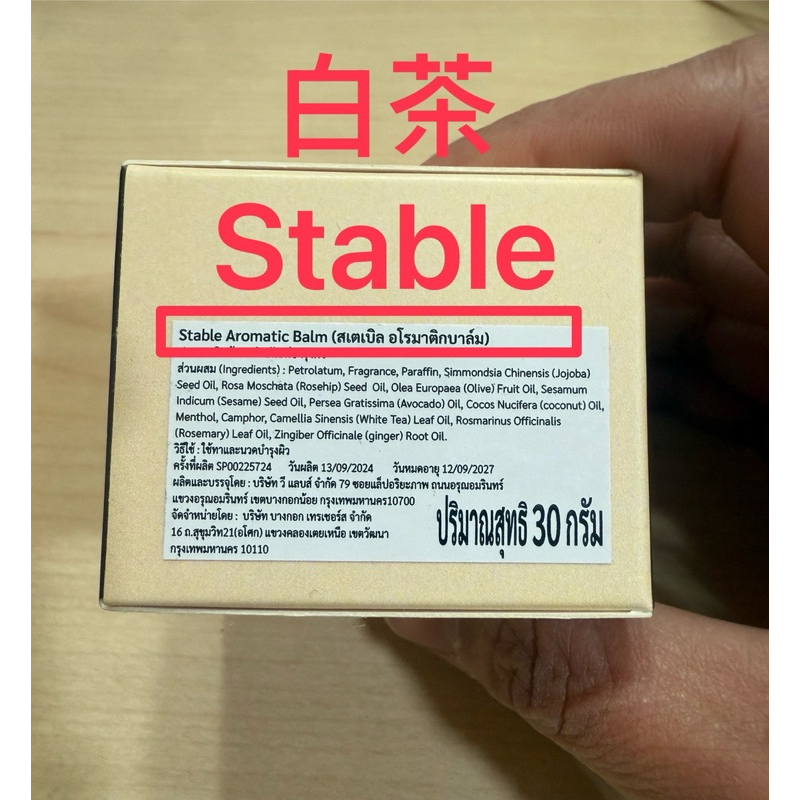 白茶
Stable
Stable Aromatic Balm (สเตเบิล อโรมาติกบาล์ม)
ส่วนผสม (Ingredients) : Petrolatum, Fragrance, Paraffin, Simmondsia Chinensis (Jojoba)
Seed Oil, Rosa Moschata (Rosehip) Seed Oil, Olea Europaea (Olive) Fruit Oil, Sesamum
Indicum (Sesame) Seed Oil, Persea Gratissima (Avocado) Oil, Cocos Nucifera (coconut) Oil,
Menthol, Camphor, Camellia Sinensis (White Tea) Leaf Oil, Rosmarinus Officinalis
(Rosemary) Leaf Oil, Zingiber Officinale (ginger) Root Oil.
วิธีใช้ : ใช้ทาและนวดบำรุงผิว
ครั้งที่ผลิต SP00225724 วันผลิต 13/09/2024 วันหมดอายุ 12/09/2027
ผลิตและบรรจุโดย : บริษัท วี แลบส์ จำกัด 79 ซอยแล็ปอริยะภาพ ถนนอรุณอมรินทร์
แขวงอรุณอมรินทร์ เขตบางกอกน้อย กรุงเทพมหานคร10700
จัดจำหน่ายโดย : บริษัท บางกอก เทรเชอร์ส จำกัด
16 ถ.สุขุมวิท21(อโศก) แขวงคลองเตยเหนือ เขตวัฒนา
กรุงเทพมหานคร 10110
ปริมาณสุทธิ 30 กรัม